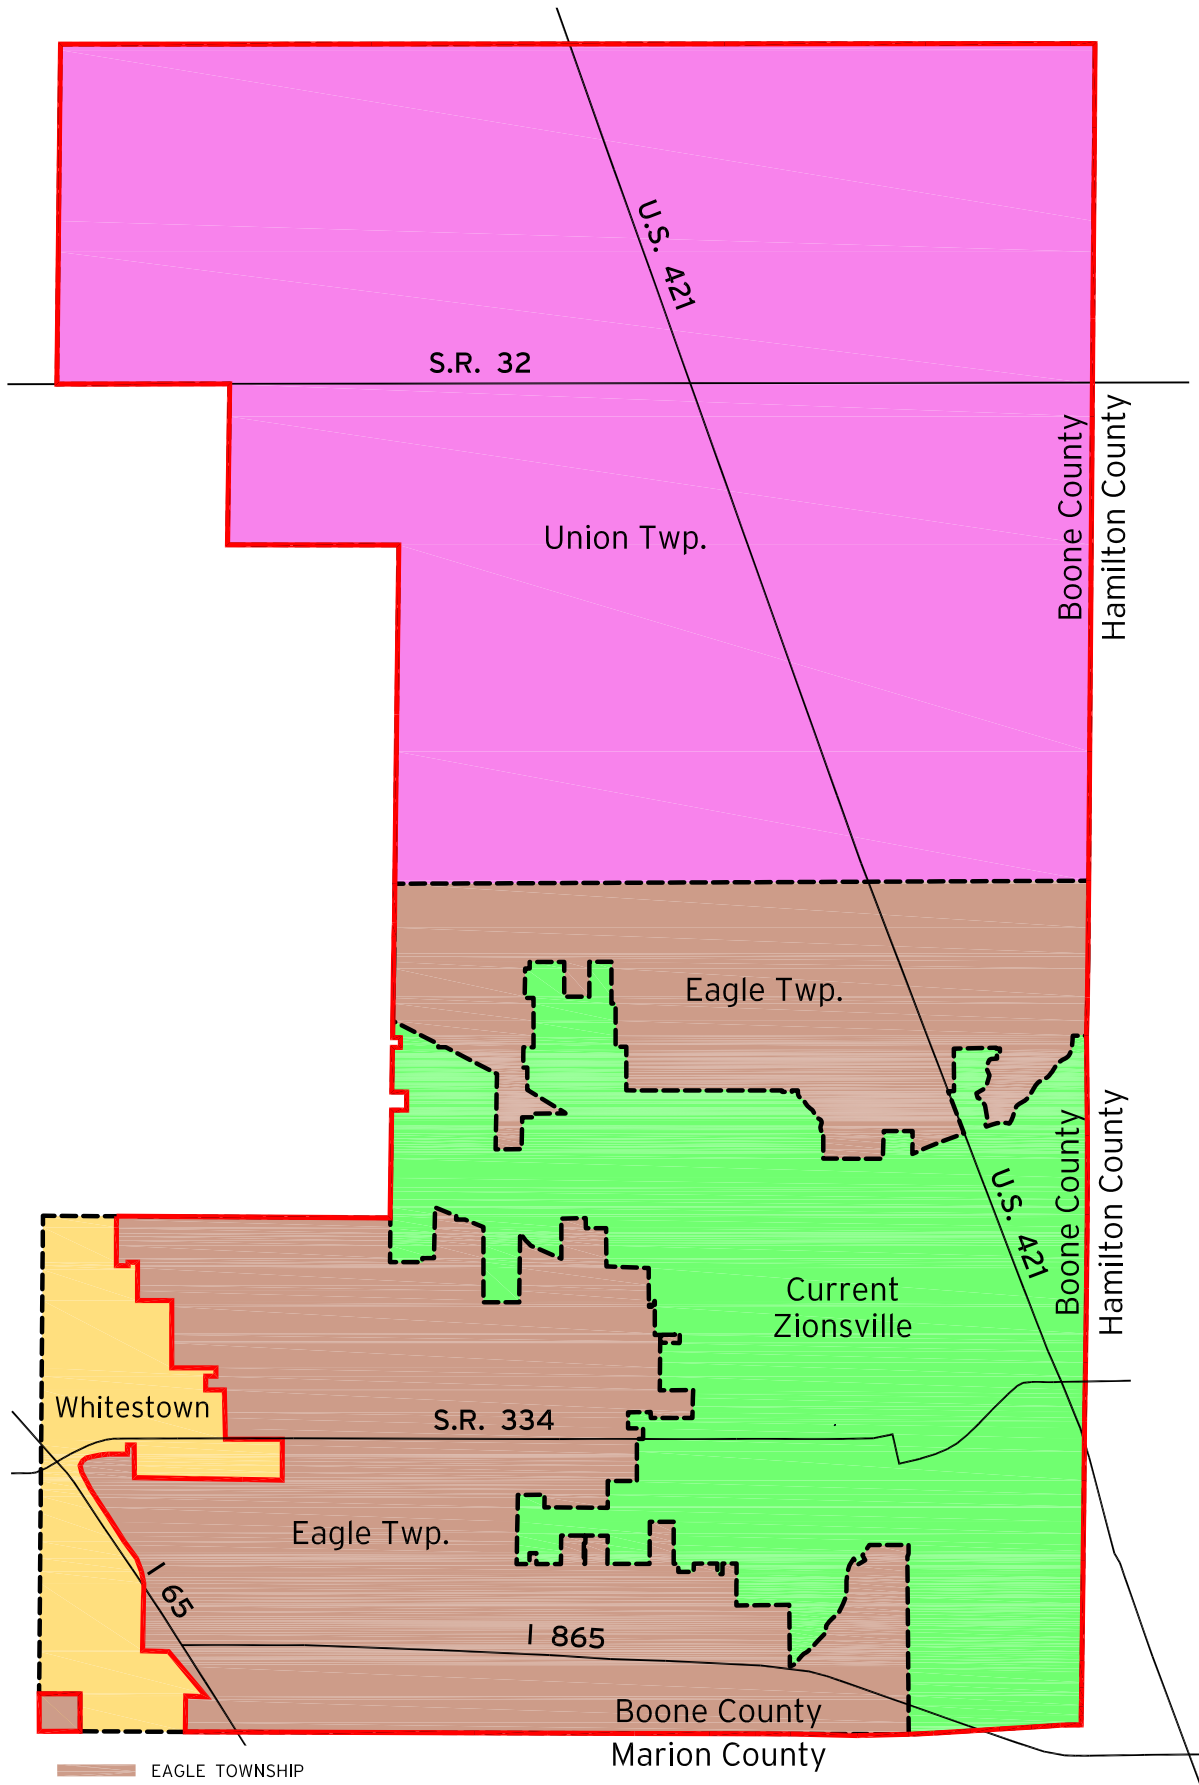 U.S. 421
S.R. 32
Boone County
Hamilton County
Union Twp.
Eagle Twp.
Boone County
Hamilton County
U.S. 421
Current
Zionsville
Whitestown
S.R. 334
Eagle Twp.
I 65
I 865
Boone County
Marion County
EAGLE TOWNSHIP